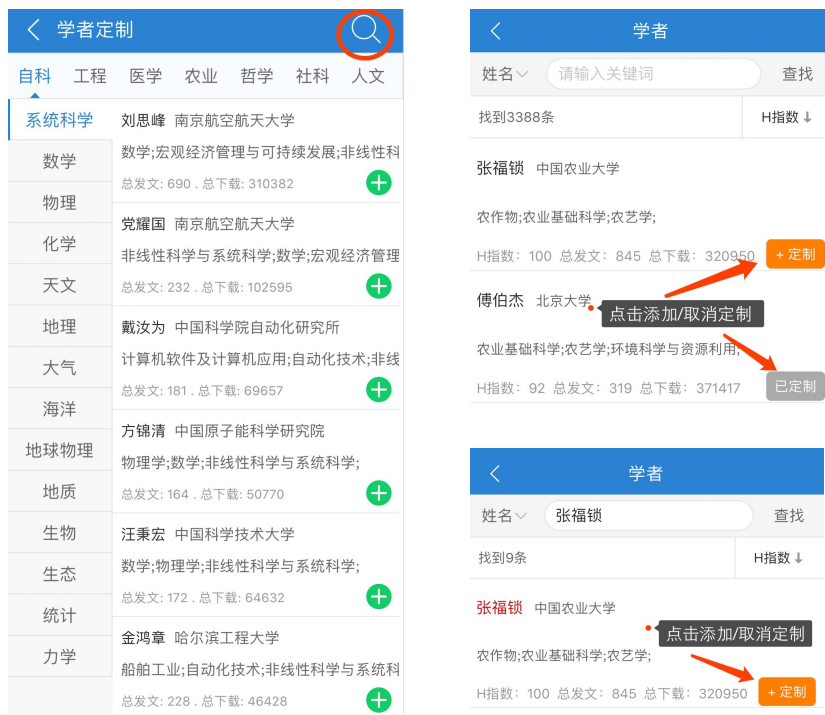 学者定制
自科 工程 医学 农业 哲学 社科 人文
系统科学
数学
物理
化学
天文
地理
大气
海洋
地球物理
地质
生物
生态
统计
力学
刘思峰 南京航空航天大学
数学;宏观经济管理与可持续发展;非线性科
总发文: 690 . 总下载: 310382
党耀国 南京航空航天大学
非线性科学与系统科学;数学;宏观经济管理
总发文: 232 . 总下载: 102595
戴汝为 中国科学院自动化研究所
计算机软件及计算机应用;自动化技术;非线
总发文: 181 . 总下载: 69657
方锦清 中国原子能科学研究院
物理学;数学;非线性科学与系统科学;
总发文: 164 . 总下载: 50770
汪秉宏 中国科学技术大学
数学;物理学;非线性科学与系统科学;
总发文: 172 . 总下载: 64632
金鸿章 哈尔滨工程大学
船舶工业;自动化技术;非线性科学与系统科
总发文: 228 . 总下载: 46428
学者
姓名 请输入关键词 查找
找到3388条 H指数↓
张福锁 中国农业大学
农作物;农业基础科学;农艺学;
H指数: 100 总发文: 845 总下载: 320950 + 定制
傅伯杰 北京大学
点击添加/取消定制
农业基础科学;农艺学;环境科学与资源利用;
H指数: 92 总发文: 319 总下载: 371417 已定制
学者
姓名 张福锁 查找
找到9条 H指数↓
张福锁 中国农业大学
点击添加/取消定制
农作物;农业基础科学;农艺学;
H指数: 100 总发文: 845 总下载: 320950 + 定制